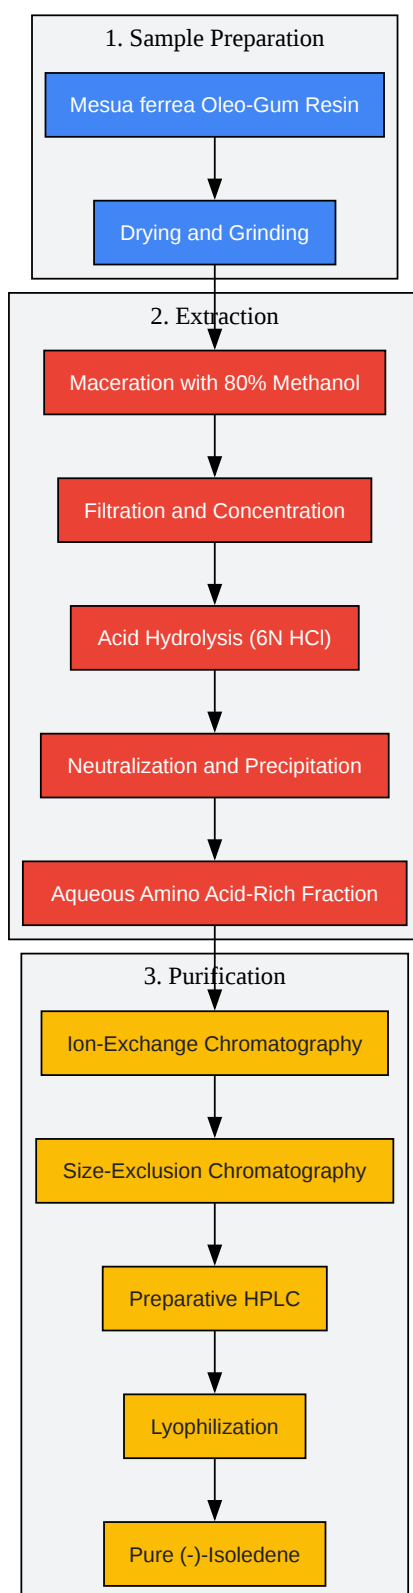 1. Sample Preparation
Mesua ferrea Oleo-Gum Resin
Drying and Grinding
2. Extraction
Maceration with 80% Methanol
Filtration and Concentration
Acid Hydrolysis (6N HCl)
Neutralization and Precipitation
Aqueous Amino Acid-Rich Fraction
3. Purification
Ion-Exchange Chromatography
Size-Exclusion Chromatography
Preparative HPLC
Lyophilization
Pure (-)-Isoledene